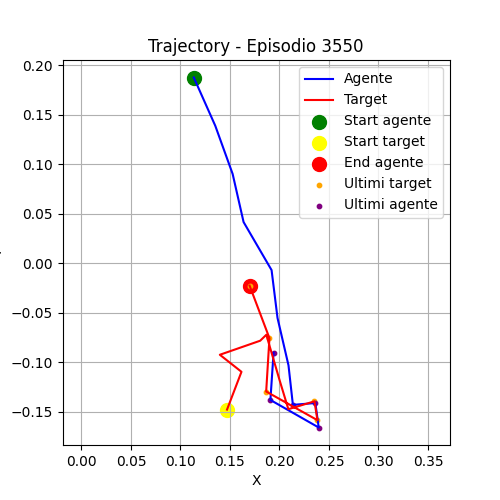 Trajectory - Episodio 3550
Agente
Target
Start agente
Start target
End agente
Ultimi target
Ultimi agente
0.20
0.15
0.10
0.05
0.00
−0.05
−0.10
−0.15
0.00 0.05 0.10 0.15 0.20 0.25 0.30 0.35
X